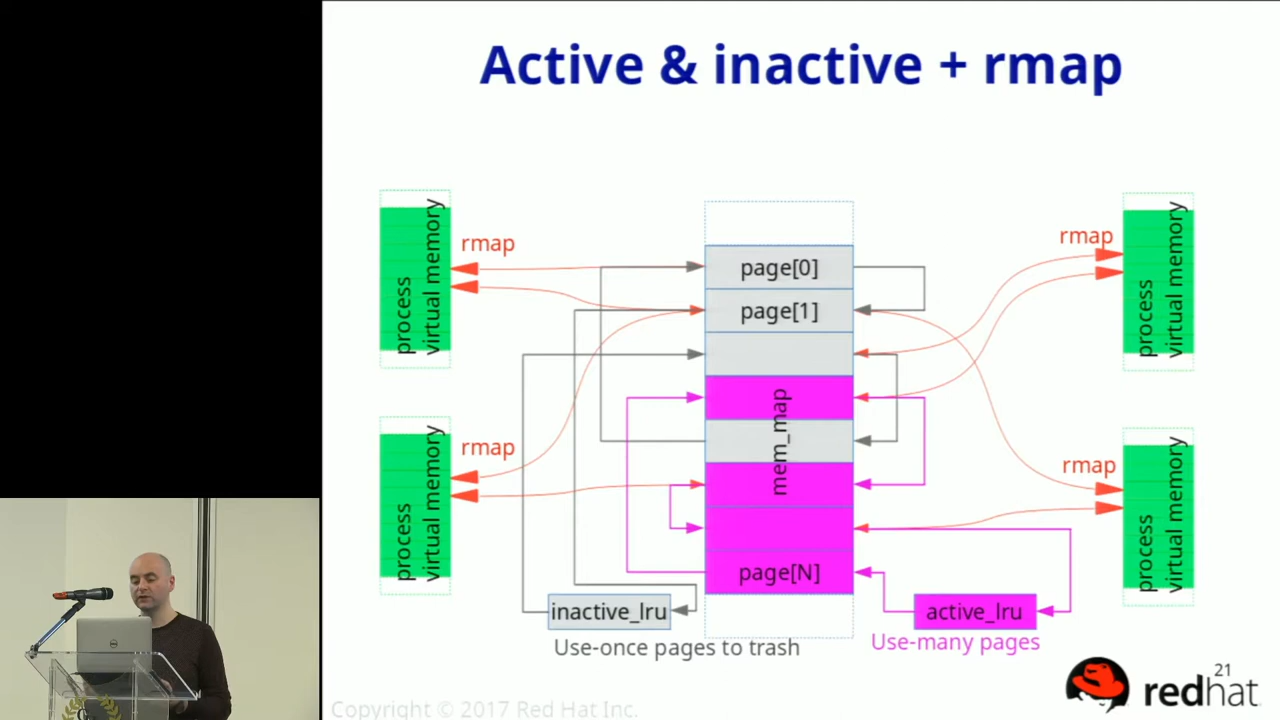 Active & inactive + rmap
process
virtual memory
rmap
process
virtual memory
rmap
page[0]
page[1]
mem_map
page[N]
rmap
process
virtual memory
rmap
process
virtual memory
inactive_lru
Use-once pages to trash
active_lru
Use-many pages
21
redhat.
Copyright © 2017 Red Hat Inc.